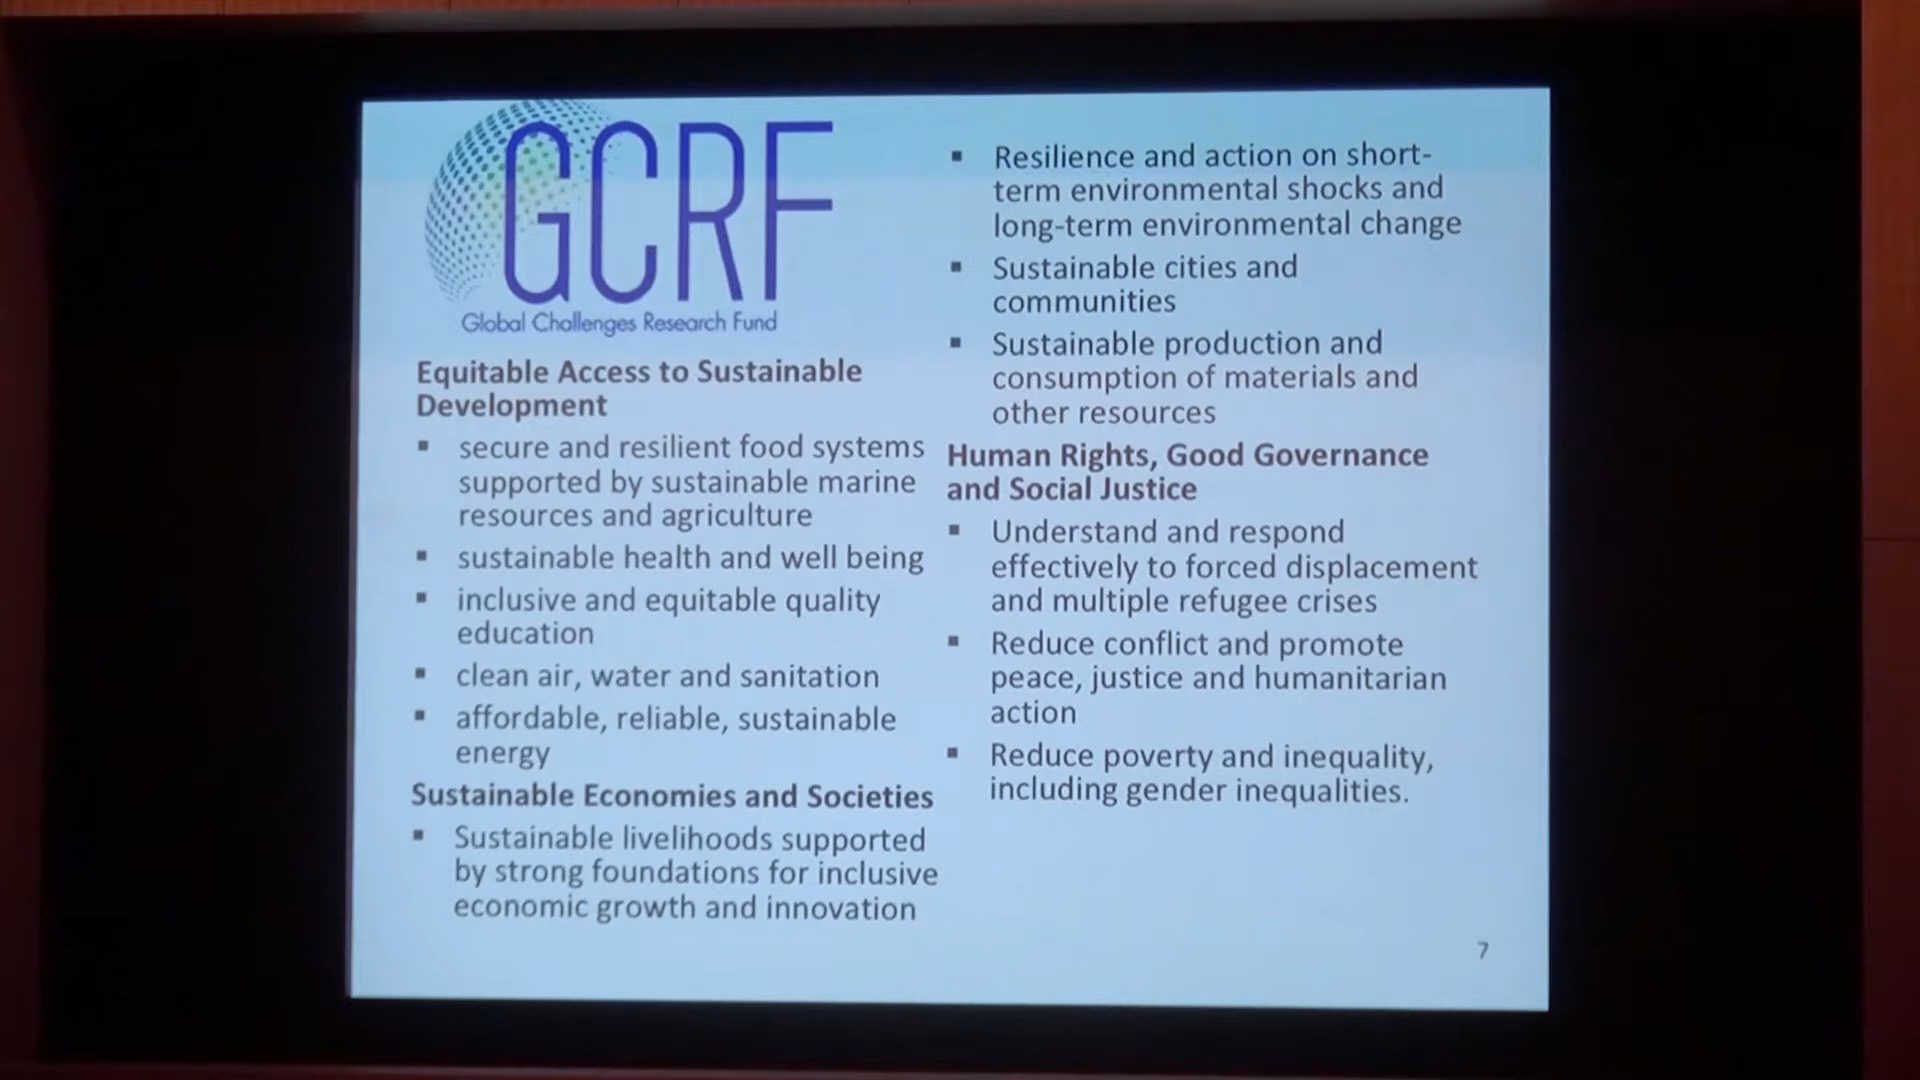 GCRF
Global Challenges Research Fund
Equitable Access to Sustainable
Development
▪ secure and resilient food systems
supported by sustainable marine
resources and agriculture
▪ sustainable health and well being
▪ inclusive and equitable quality
education
▪ clean air, water and sanitation
▪ affordable, reliable, sustainable
energy
Sustainable Economies and Societies
▪ Sustainable livelihoods supported
by strong foundations for inclusive
economic growth and innovation
▪ Resilience and action on short-
term environmental shocks and
long-term environmental change
▪ Sustainable cities and
communities
▪ Sustainable production and
consumption of materials and
other resources
Human Rights, Good Governance
and Social Justice
▪ Understand and respond
effectively to forced displacement
and multiple refugee crises
▪ Reduce conflict and promote
peace, justice and humanitarian
action
▪ Reduce poverty and inequality,
including gender inequalities.
7